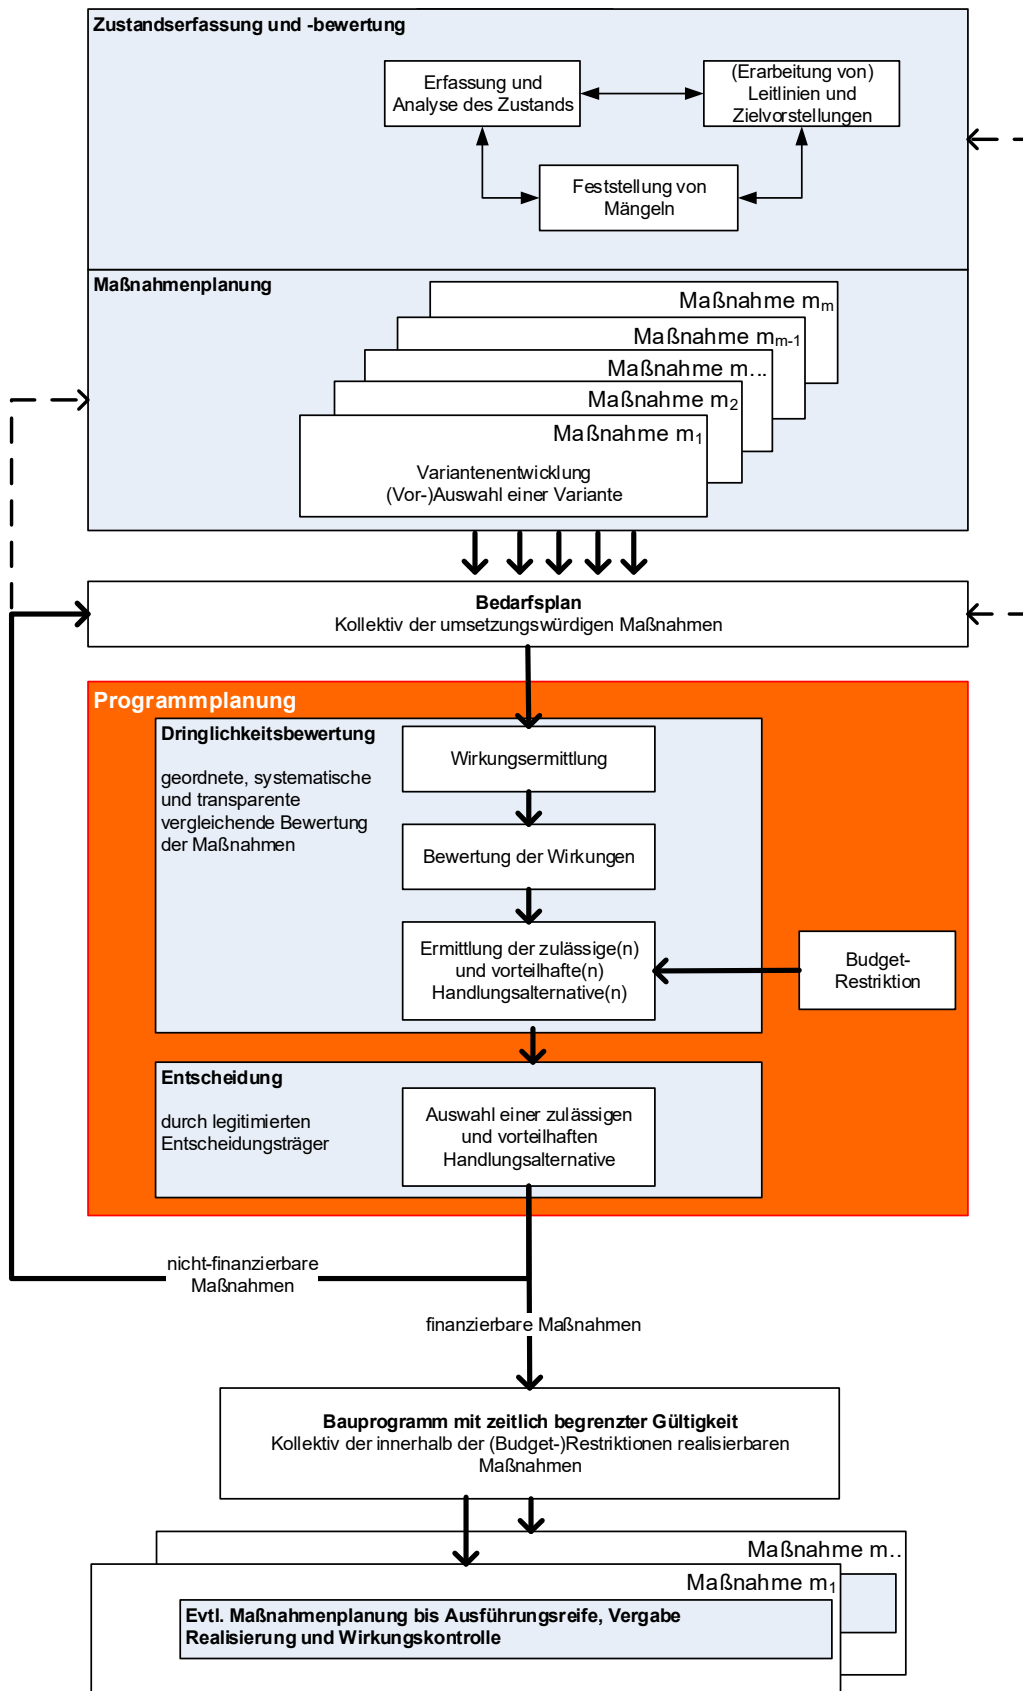 Zustandserfassung und -bewertung
Erfassung und
Analyse des Zustands
(Erarbeitung von)
Leitlinien und
Zielvorstellungen
Feststellung von
Mängeln
Maßnahmenplanung
Maßnahme mm
Maßnahme mm-1
Maßnahme m...
Maßnahme m2
Maßnahme m1
Variantenentwicklung
(Vor-)Auswahl einer Variante
Bedarfsplan
Kollektiv der umsetzungswürdigen Maßnahmen
Programmplanung
Dringlichkeitsbewertung
geordnete, systematische
und transparente
vergleichende Bewertung
der Maßnahmen
Wirkungsermittlung
Bewertung der Wirkungen
Ermittlung der zulässige(n)
und vorteilhafte(n)
Handlungsalternative(n)
Budget-
Restriktion
Entscheidung
durch legitimierten
Entscheidungsträger
Auswahl einer zulässigen
und vorteilhaften
Handlungsalternative
nicht-finanzierbare
Maßnahmen
finanzierbare Maßnahmen
Bauprogramm mit zeitlich begrenzter Gültigkeit
Kollektiv der innerhalb der (Budget-)Restriktionen realisierbaren
Maßnahmen
Maßnahme m..
Maßnahme m1
Evtl. Maßnahmenplanung bis Ausführungsreife, Vergabe
Realisierung und Wirkungskontrolle